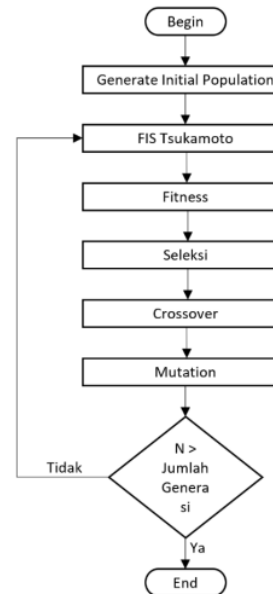 Begin
Generate Initial Population
FIS Tsukamoto
Fitness
Seleksi
Crossover
Mutation
N >
Jumlah
Genera
si
Tidak
Ya
End